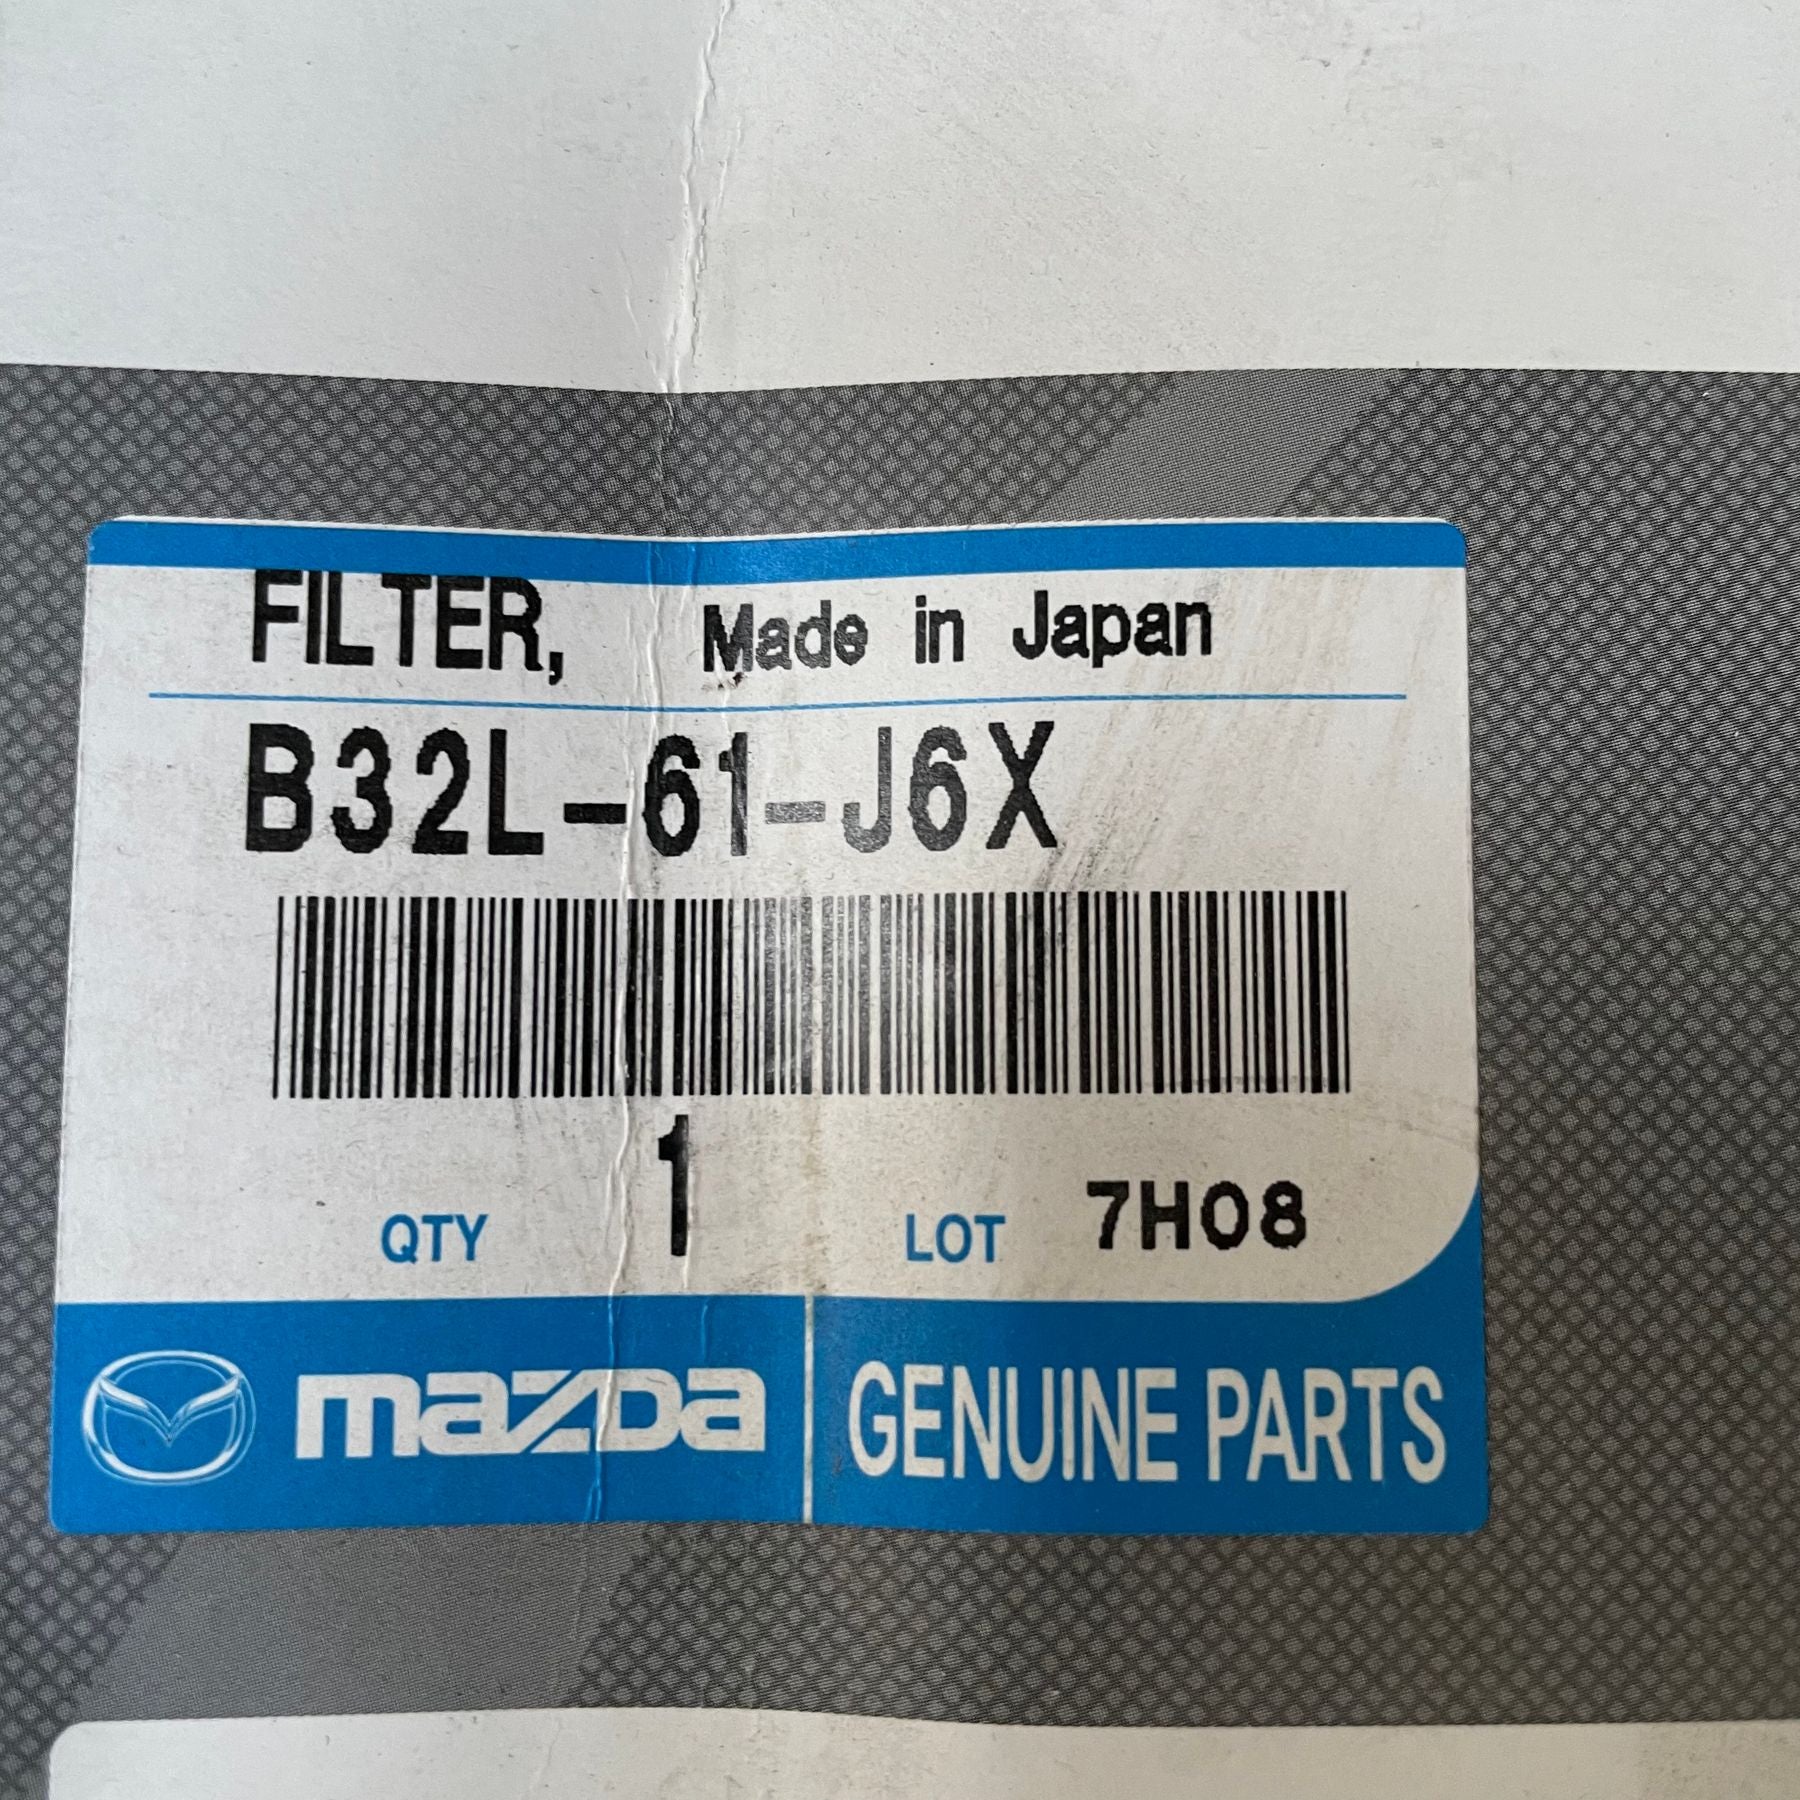 FILTER, Made in Japan
B32L-61-J6X
QTY 1 LOT 7H08
mazda GENUINE PARTS